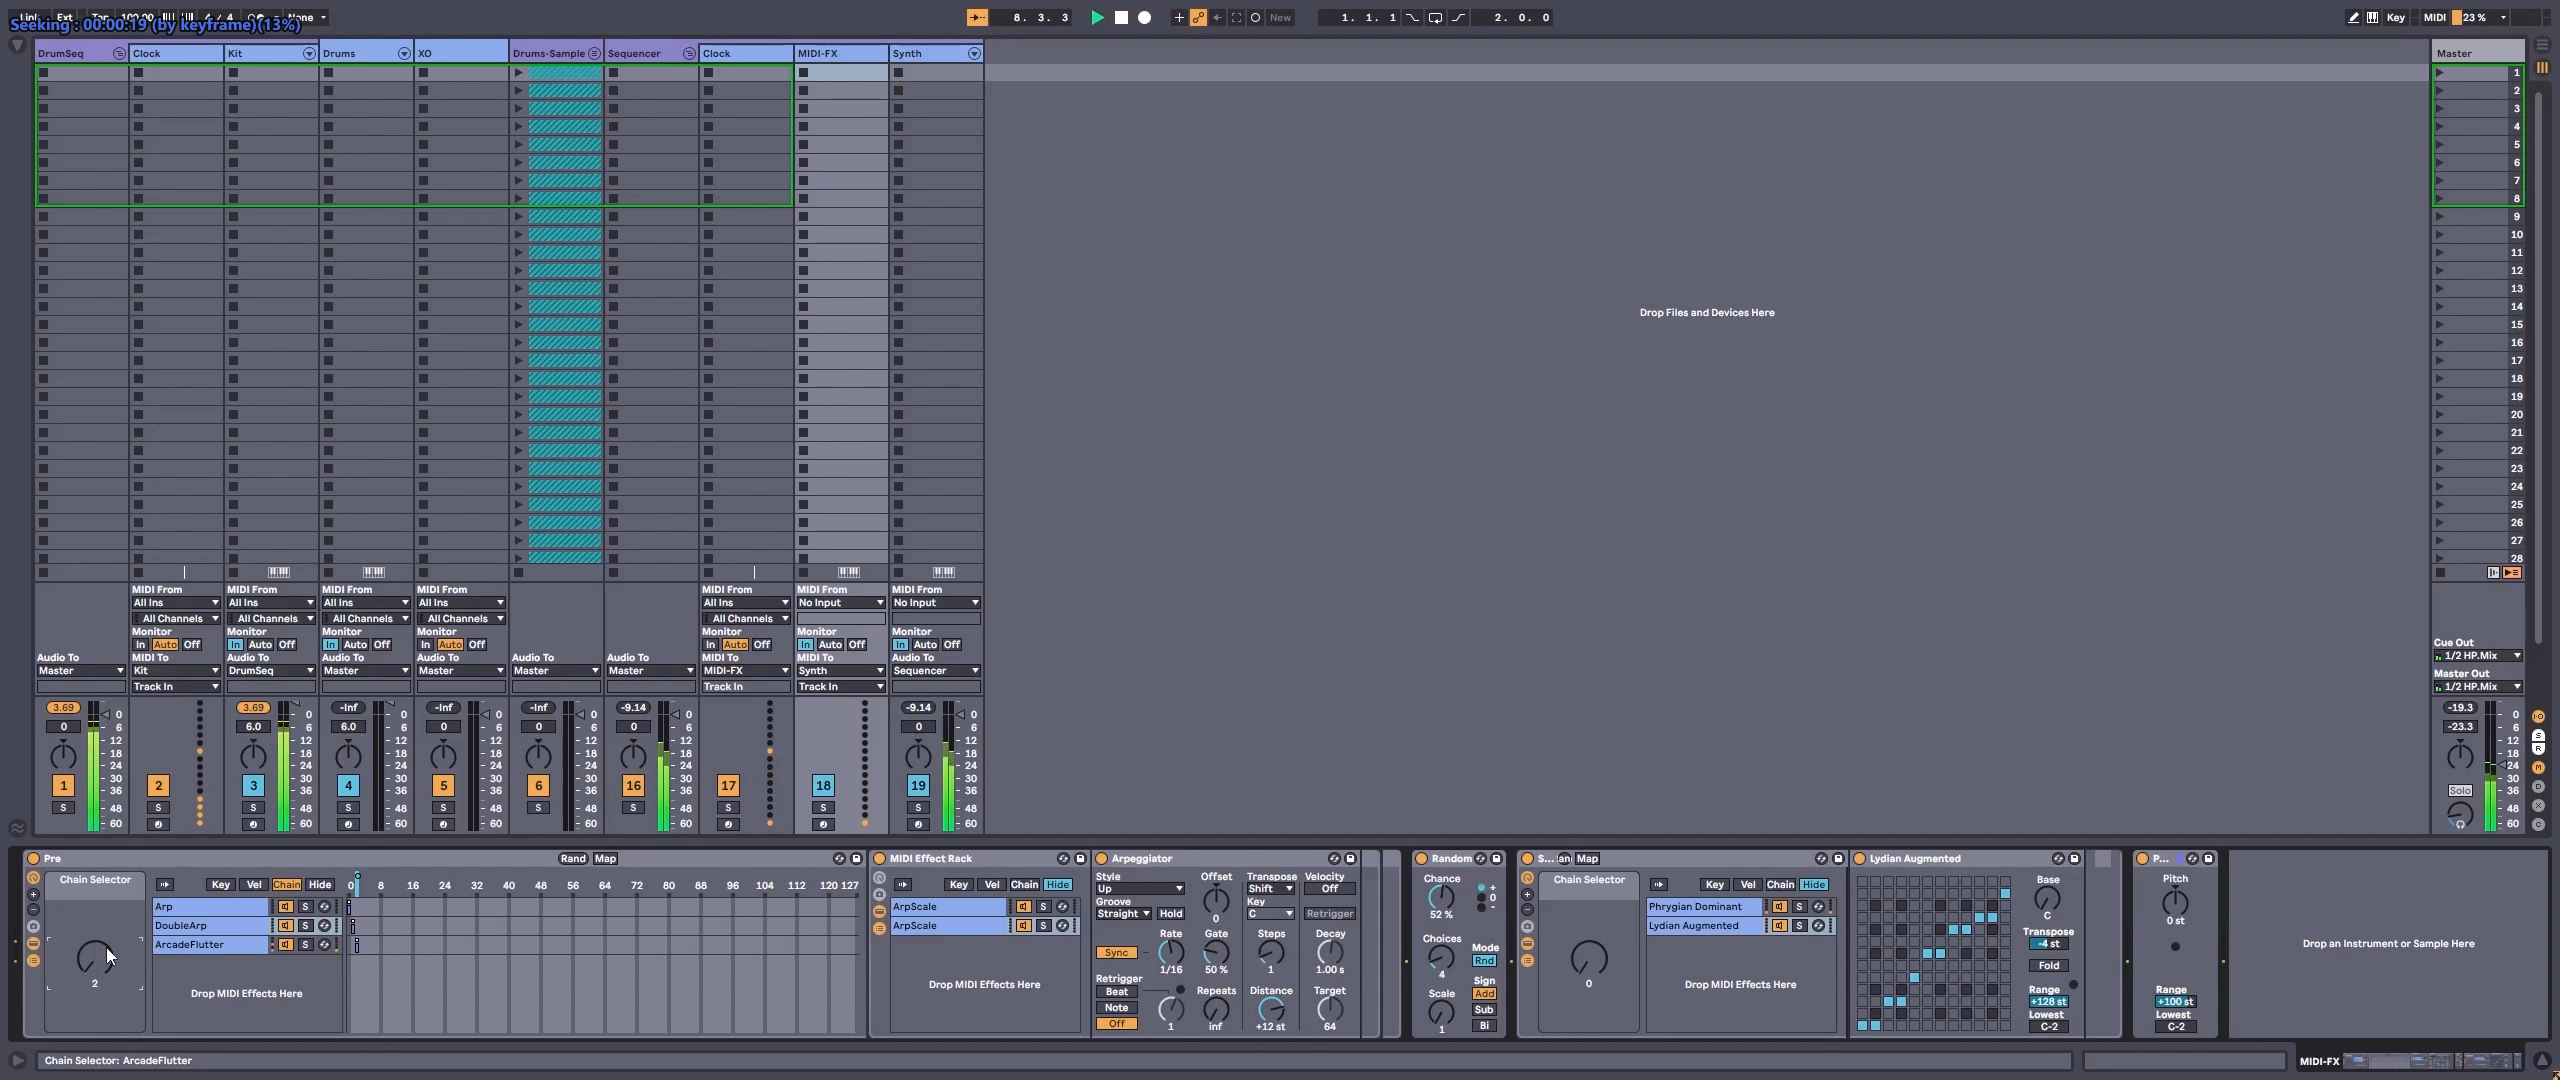 Seeking : 00:00:19 (by keyframe)(13%)
8. 3. 3
New
1. 1. 1
2. 0. 0
Key
MIDI
23 %
DrumSeq
Clock
Kit
Drums
XO
Drums-Sample
Sequencer
Clock
MIDI-FX
Synth
Master
1
2
3
4
5
6
7
8
9
10
11
12
13
14
15
16
17
18
19
20
21
22
23
24
25
26
27
28
Drop Files and Devices Here
MIDI From MIDI From MIDI From MIDI From MIDI From MIDI From MIDI From
All Ins All Ins All Ins All Ins All Ins No Input No Input
All Channels All Channels All Channels All Channels All Channels
Monitor Monitor Monitor Monitor Monitor Monitor Monitor
In Auto Off In Auto Off In Auto Off In Auto Off In Auto Off In Auto Off In Auto Off
Audio To MIDI To Audio To Audio To Audio To Audio To Audio To MIDI To MIDI To Audio To
Master Kit DrumSeq Master Master Master Master MIDI-FX Synth Sequencer
Track In Track In Track In
Cue Out
1/2 HP.Mix
Master Out
1/2 HP.Mix
3.69 3.69 -Inf -Inf -Inf -9.14 -9.14 -19.3
0 6.0 6.0 0 0 0 0 -23.3
0 6 12 18 24 30 36 48 60
1 2 3 4 5 6 16 17 18 19 Solo
S S S S S S S S S S
Pre
Rand Map
Chain Selector
2
Key Vel Chain Hide
0 8 16 24 32 40 48 56 64 72 80 88 96 104 112 120 127
Arp S
DoubleArp S
ArcadeFlutter S
Drop MIDI Effects Here
MIDI Effect Rack
Key Vel Chain Hide
ArpScale S
ArpScale S
Drop MIDI Effects Here
Arpeggiator
Style
Up
Groove
Straight Hold
Offset
0
Transpose
Shift
Key
C
Velocity
Off
Retrigger
Sync
Rate
1/16
Gate
50 %
Steps
1
Decay
1.00 s
Retrigger
Beat
Note
Off
1
Repeats
inf
Distance
+12 st
Target
64
Random
Chance
52 %
+
0
-
Choices
4
Mode
Rnd
Scale
1
Sign
Add
Sub
Bi
Map
Chain Selector
0
Key Vel Chain Hide
Phrygian Dominant S
Lydian Augmented S
Drop MIDI Effects Here
Lydian Augmented
Base
C
Transpose
-4 st
Fold
Range
+128 st
Lowest
C-2
P...
Pitch
0 st
Range
+100 st
Lowest
C-2
Drop an Instrument or Sample Here
Chain Selector: ArcadeFlutter
MIDI-FX